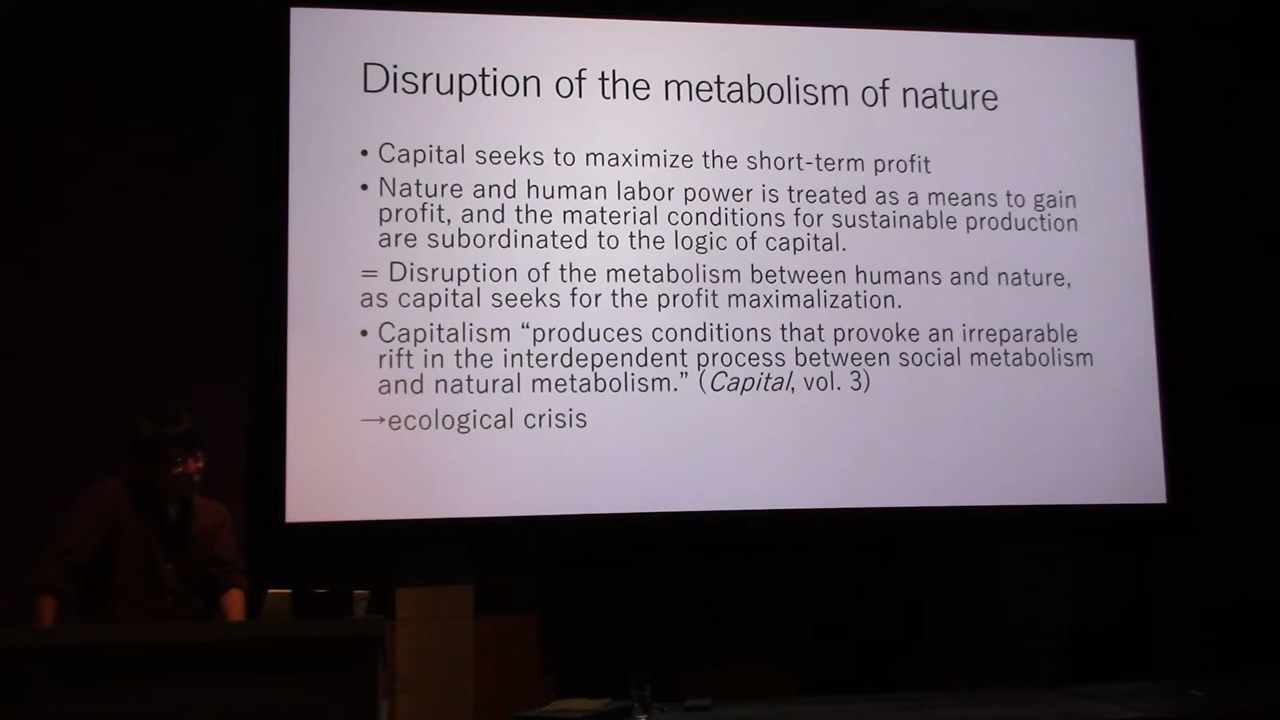 Disruption of the metabolism of nature
• Capital seeks to maximize the short-term profit
• Nature and human labor power is treated as a means to gain
profit, and the material conditions for sustainable production
are subordinated to the logic of capital.
= Disruption of the metabolism between humans and nature,
as capital seeks for the profit maximalization.
• Capitalism “produces conditions that provoke an irreparable
rift in the interdependent process between social metabolism
and natural metabolism.” (Capital, vol. 3)
→ecological crisis